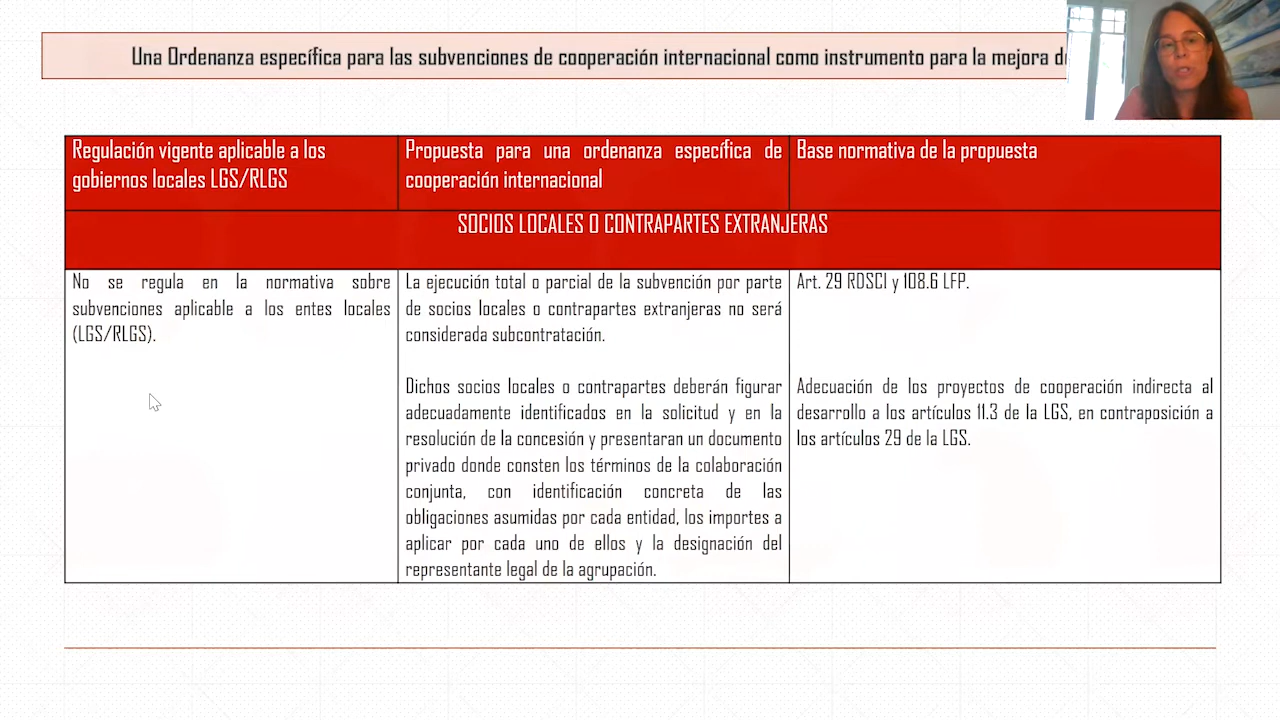 Una Ordenanza específica para las subvenciones de cooperación internacional como instrumento para la mejora
Regulación vigente aplicable a los
gobiernos locales LGS/RLGS
Propuesta para una ordenanza específica de
cooperación internacional
Base normativa de la propuesta
SOCIOS LOCALES O CONTRAPARTES EXTRANJERAS
No se regula en la normativa sobre
subvenciones aplicable a los entes locales
(LGS/RLGS).
La ejecución total o parcial de la subvención por parte
de socios locales o contrapartes extranjeras no será
considerada subcontratación.
Dichos socios locales o contrapartes deberán figurar
adecuadamente identificados en la solicitud y en la
resolución de la concesión y presentaran un documento
privado donde consten los términos de la colaboración
conjunta, con identificación concreta de las
obligaciones asumidas por cada entidad, los importes a
aplicar por cada uno de ellos y la designación del
representante legal de la agrupación.
Art. 29 RDSCI y 108.6 LFP.
Adecuación de los proyectos de cooperación indirecta al
desarrollo a los artículos 11.3 de la LGS, en contraposición a
los artículos 29 de la LGS.